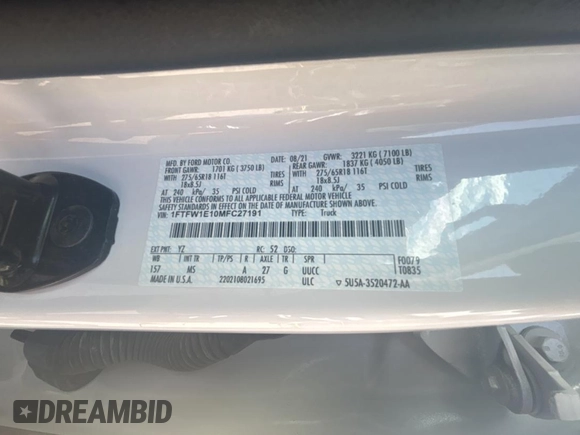 MFD. BY FORD MOTOR CO. 08/21 GVWR: 3221 KG ( 7100 LB)
FRONT GAWR: 1701 KG ( 3750 LB) REAR GAWR: 1837 KG ( 4050 LB)
275/65R18 116T TIRES 275/65R18 116T TIRES
18x8.5J RIMS 18x8.5J RIMS
AT 240 kPa/ 35 PSI COLD AT 240 kPa/ 35 PSI COLD
THIS VEHICLE CONFORMS TO ALL APPLICABLE FEDERAL MOTOR VEHICLE
SAFETY STANDARDS IN EFFECT ON THE DATE OF MANUFACTURE SHOWN ABOVE.
VIN: 1FTFW1E10MFC27191 TYPE: Truck
EXT PNT: YZ RC: 52 DSO: F0079
WB INT TR TP/PS R AXLE TR SPR T0835
157 MS A 27 G UUCC
MADE IN U.S.A. 2202108021695 ULC 5U5A-3520472-AA
DREAMBID